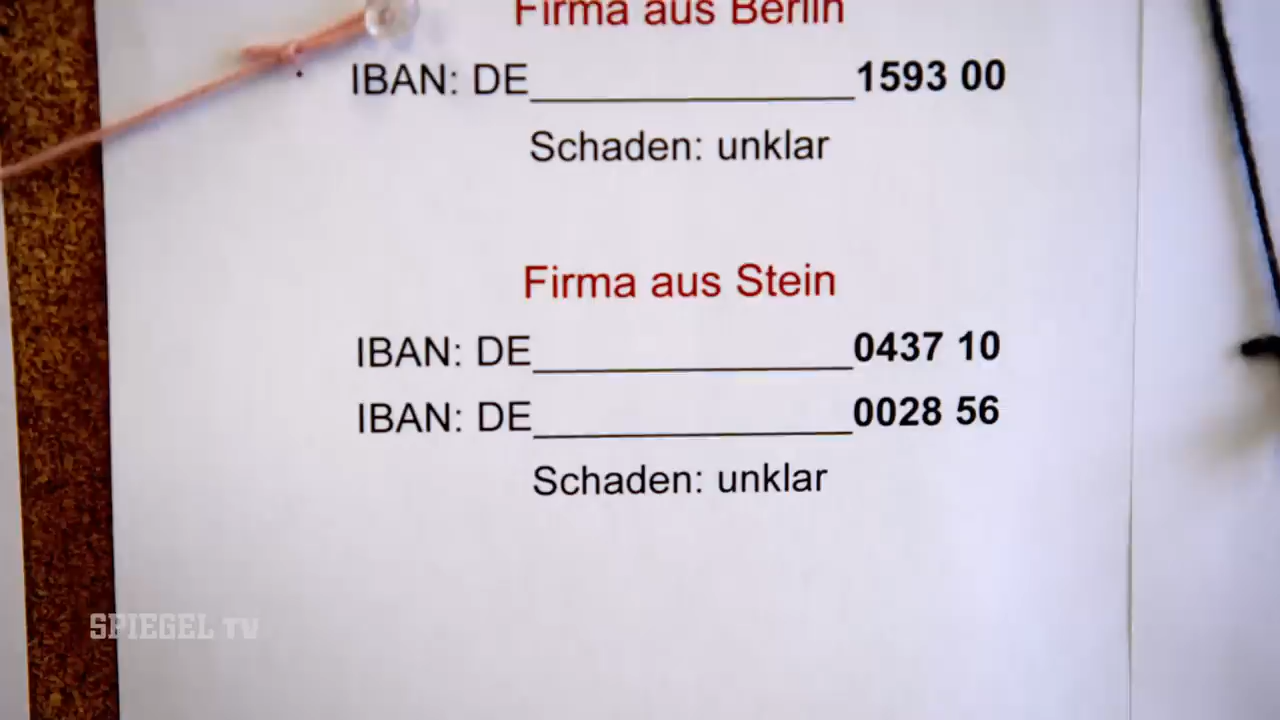 Firma aus Berlin
IBAN: DE________________1593 00
Schaden: unklar
Firma aus Stein
IBAN: DE________________0437 10
IBAN: DE________________0028 56
Schaden: unklar
SPIEGEL TV